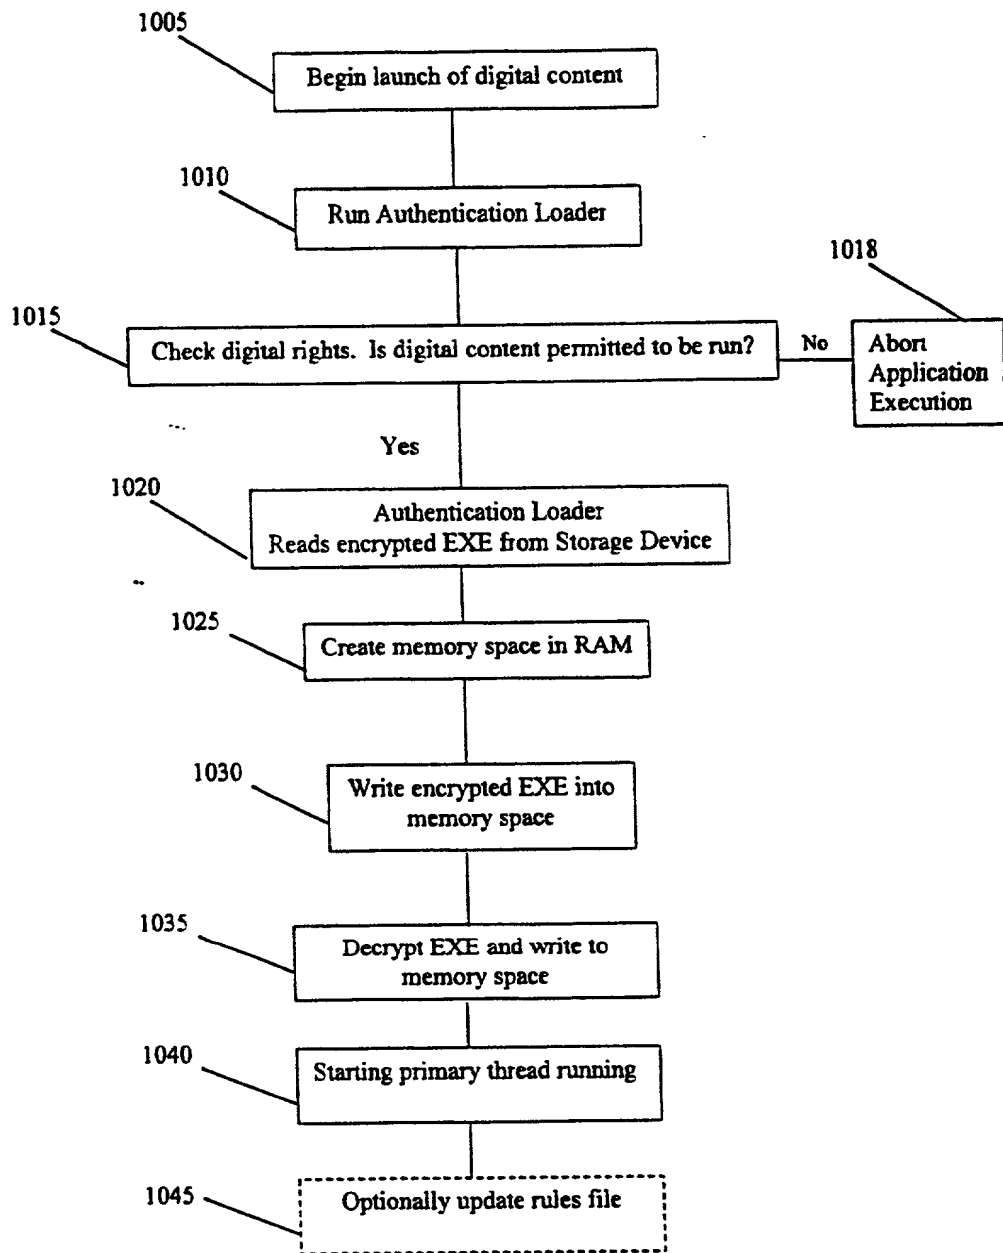 1005
Begin launch of digital content
1010
Run Authentication Loader
1018
1015
Check digital rights. Is digital content permitted to be run?
No
Abort
Application
Execution
Yes
1020
Authentication Loader
Reads encrypted EXE from Storage Device
1025
Create memory space in RAM
1030
Write encrypted EXE into
memory space
1035
Decrypt EXE and write to
memory space
1040
Starting primary thread running
1045
Optionally update rules file